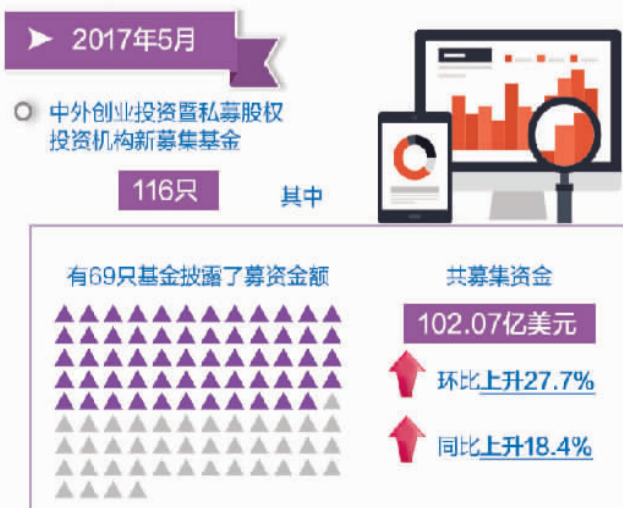 2017年5月
中外创业投资暨私募股权
投资机构新募集基金
116只
其中
有69只基金披露了募资金额
共募集资金
102.07亿美元
环比上升27.7%
同比上升18.4%